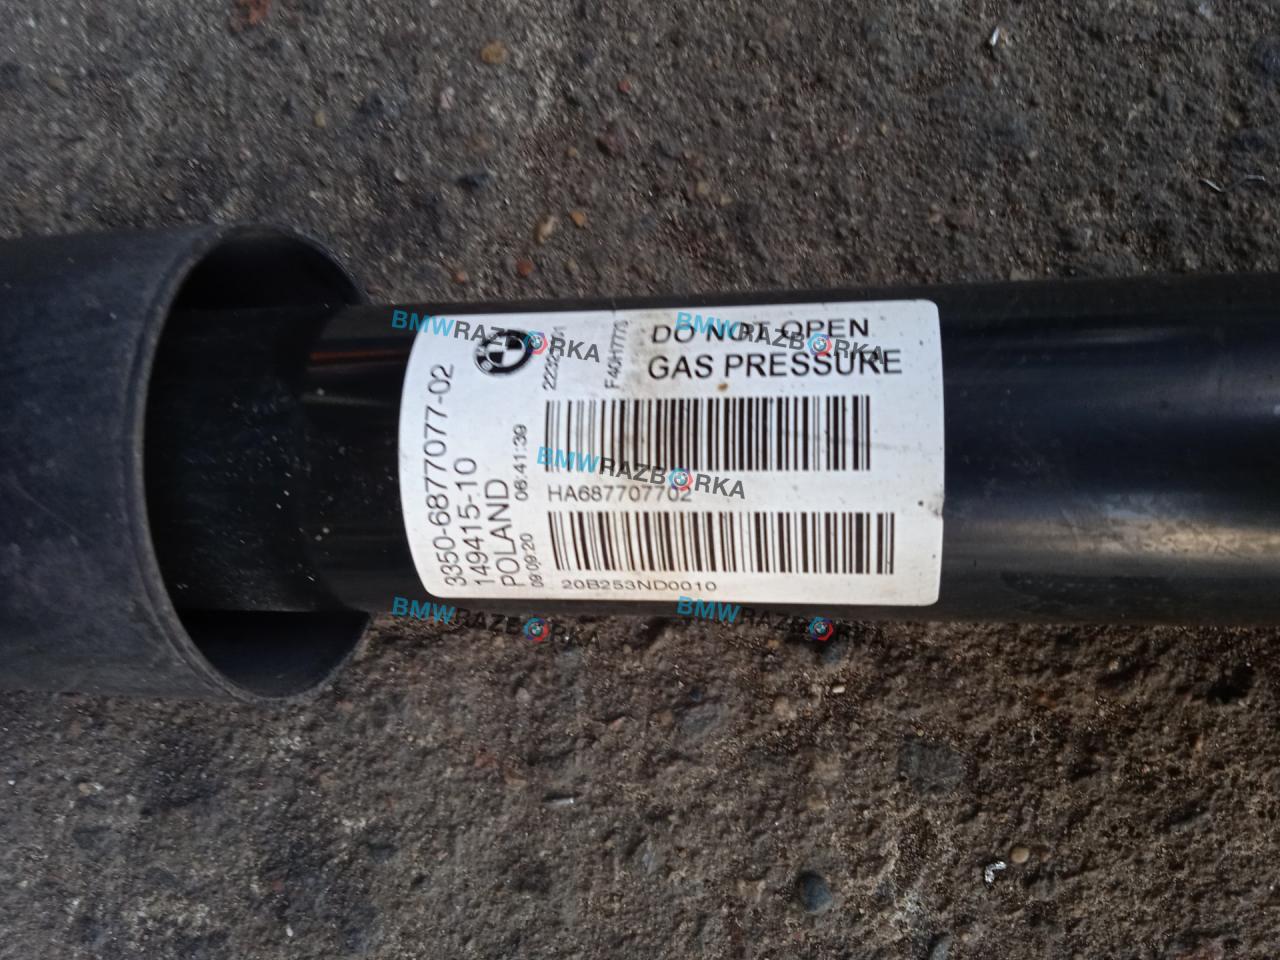 DO NOT OPEN
GAS PRESSURE
HA687707702
20B253ND0010
3350-6877077-02
149415-10
POLAND
09:09:20 06:41:39
BMWRAZBORKA
BMWRAZBORKA
BMWRAZBORKA
BMWRAZBORKA
BMWRAZBORKA